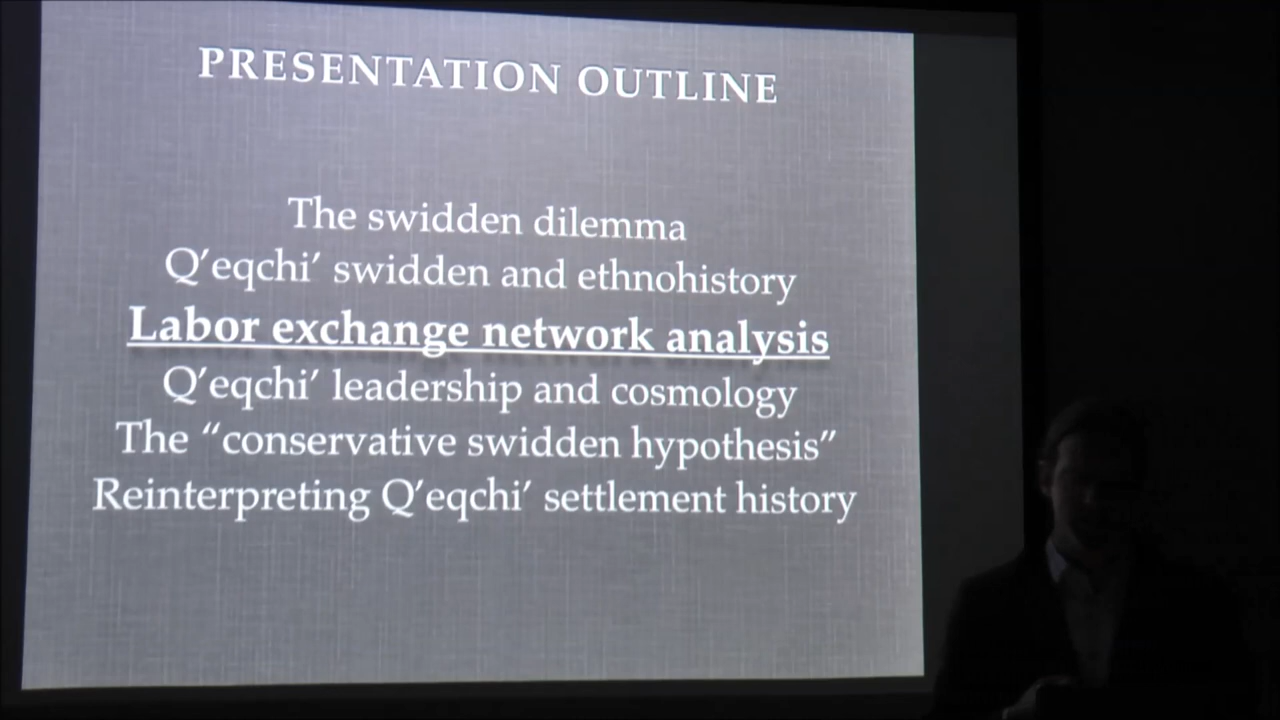 PRESENTATION OUTLINE
The swidden dilemma
Q’eqchi’ swidden and ethnohistory
Labor exchange network analysis
Q’eqchi’ leadership and cosmology
The “conservative swidden hypothesis”
Reinterpreting Q’eqchi’ settlement history